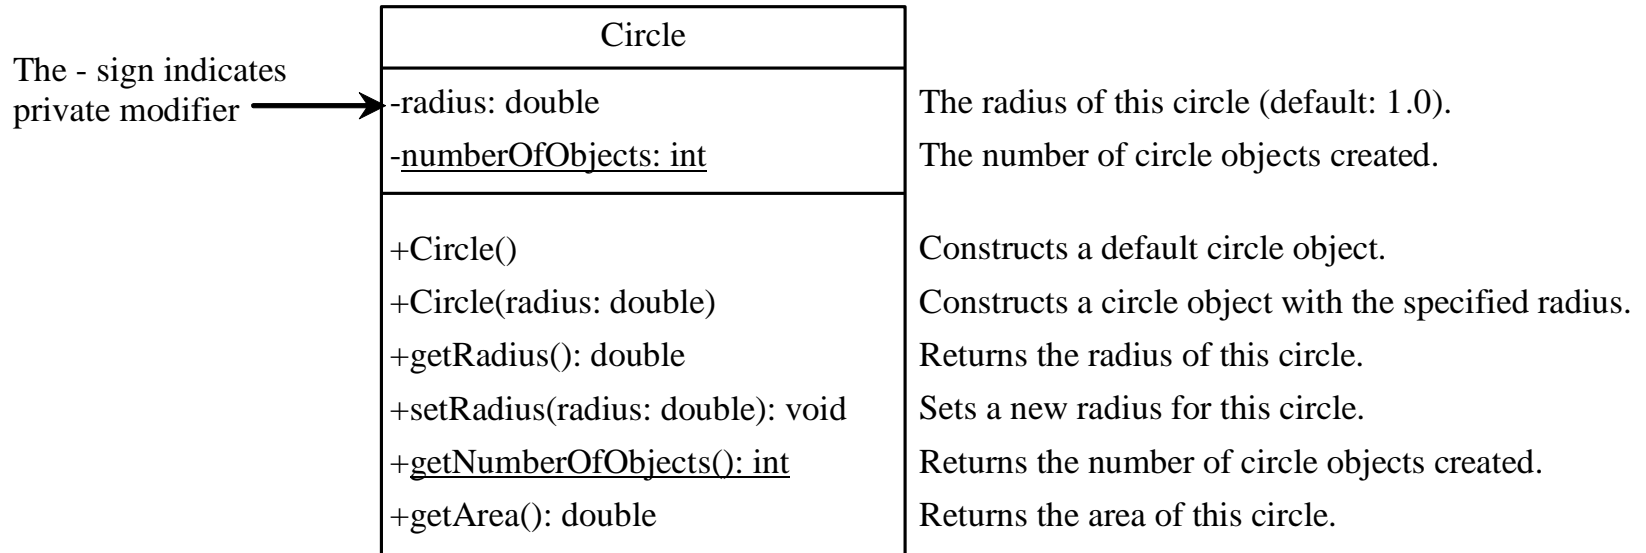 Circle
The - sign indicates
private modifier
-radius: double
The radius of this circle (default: 1.0).
-numberOfObjects: int
The number of circle objects created.
+Circle()
Constructs a default circle object.
+Circle(radius: double)
Constructs a circle object with the specified radius.
+getRadius(): double
Returns the radius of this circle.
+setRadius(radius: double): void
Sets a new radius for this circle.
+getNumberOfObjects(): int
Returns the number of circle objects created.
+getArea(): double
Returns the area of this circle.